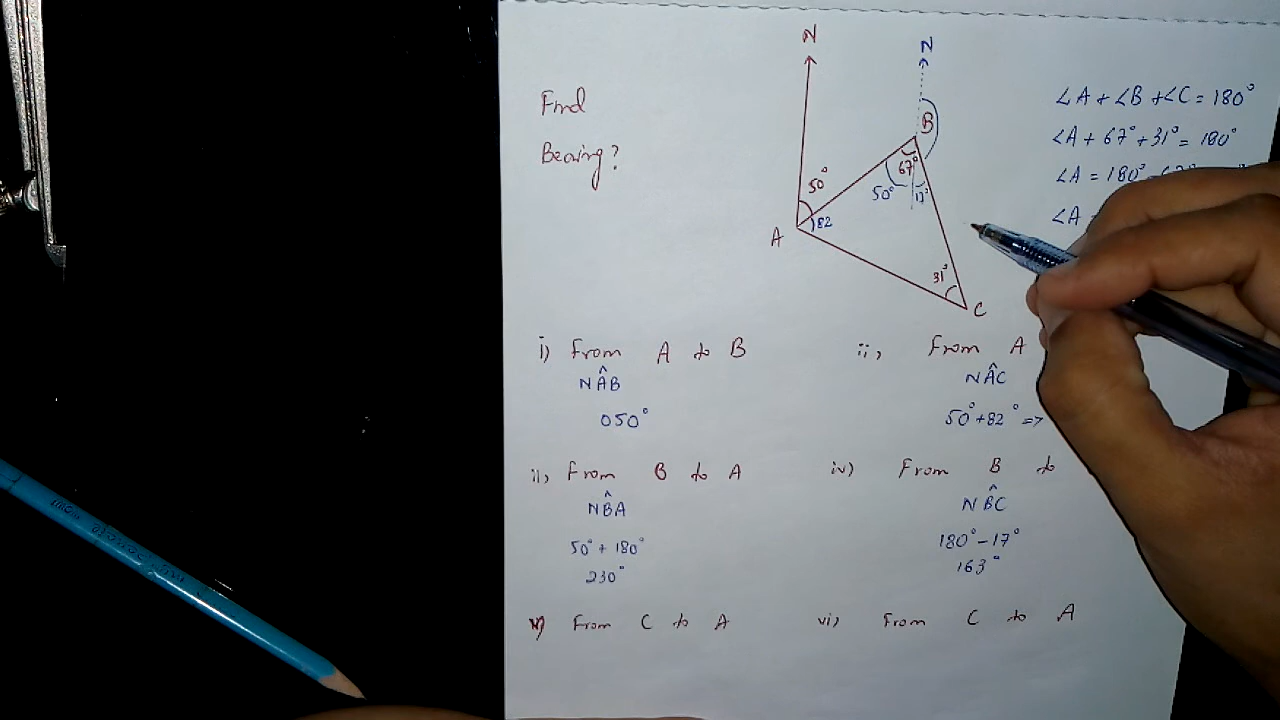 N
N
Find
Bearing?
∠A + ∠B + ∠C = 180°
∠A + 67° + 31° = 180°
∠A = 180°
∠A
B
67°
50°
50°
17°
82
A
31°
C
i) From A to B
NÂB
050°
ii, From A
NÂC
50° + 82° =>
ii, From B to A
NB̂A
50° + 180°
230°
iv) From B to
NB̂C
180° - 17°
163°
v) From C to A
vi) From C to A